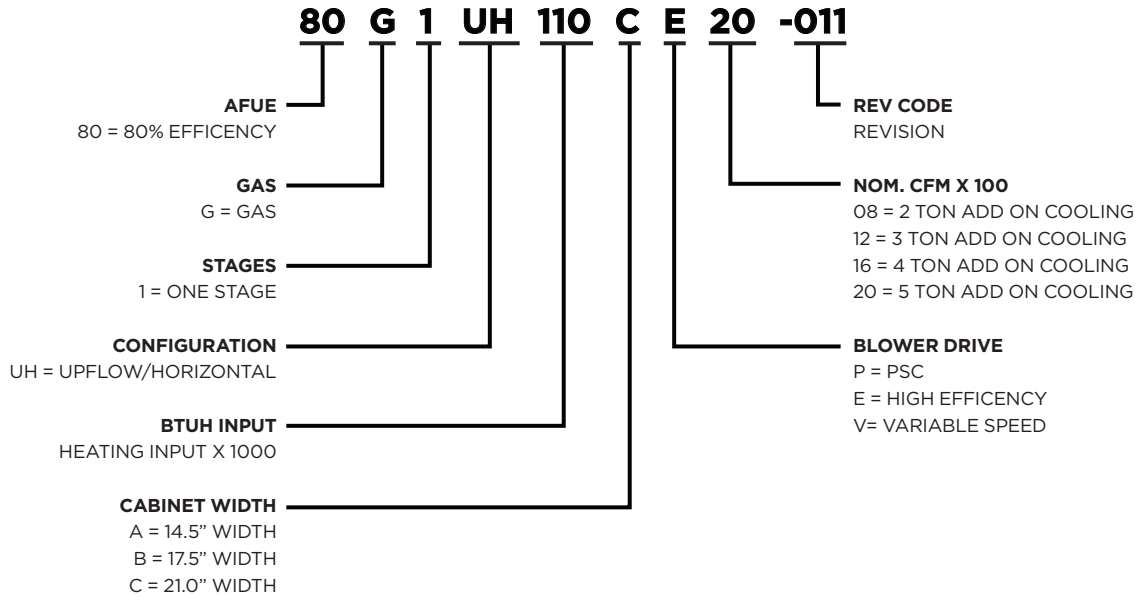 80 G 1 UH 110 C E 20 -011
AFUE
80 = 80% EFFICENCY
GAS
G = GAS
STAGES
1 = ONE STAGE
CONFIGURATION
UH = UPFLOW/HORIZONTAL
BTUH INPUT
HEATING INPUT X 1000
CABINET WIDTH
A = 14.5” WIDTH
B = 17.5” WIDTH
C = 21.0” WIDTH
REV CODE
REVISION
NOM. CFM X 100
08 = 2 TON ADD ON COOLING
12 = 3 TON ADD ON COOLING
16 = 4 TON ADD ON COOLING
20 = 5 TON ADD ON COOLING
BLOWER DRIVE
P = PSC
E = HIGH EFFICENCY
V= VARIABLE SPEED